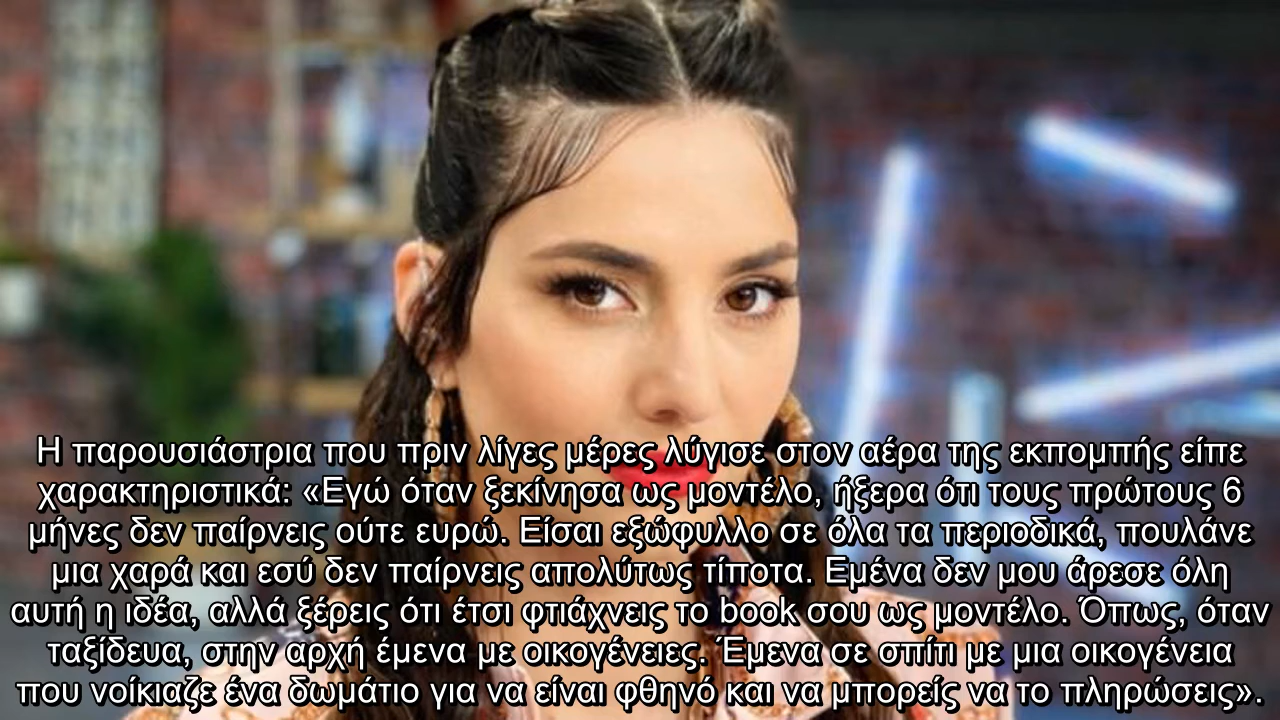 Η παρουσιάστρια που πριν λίγες μέρες λύγισε στον αέρα της εκπομπής είπε
χαρακτηριστικά: «Εγώ όταν ξεκίνησα ως μοντέλο, ήξερα ότι τους πρώτους 6
μήνες δεν παίρνεις ούτε ευρώ. Είσαι εξώφυλλο σε όλα τα περιοδικά, πουλάνε
μια χαρά και εσύ δεν παίρνεις απολύτως τίποτα. Εμένα δεν μου άρεσε όλη
αυτή η ιδέα, αλλά ξέρεις ότι έτσι φτιάχνεις το book σου ως μοντέλο. Όπως, όταν
ταξίδευα, στην αρχή έμενα με οικογένειες. Έμενα σε σπίτι με μια οικογένεια
που νοίκιαζε ένα δωμάτιο για να είναι φθηνό και να μπορείς να το πληρώσεις».